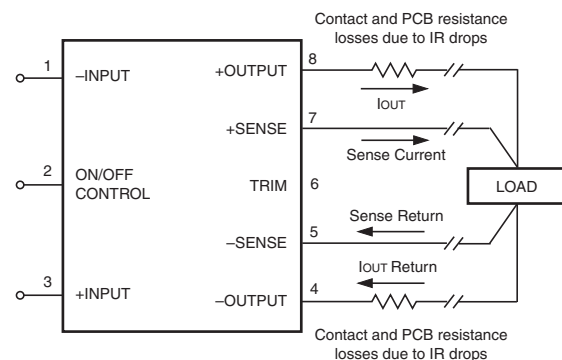 Contact and PCB resistance
losses due to IR drops
1
–INPUT
+OUTPUT
8
IOUT
+SENSE
7
Sense Current
2
ON/OFF
CONTROL
TRIM
6
LOAD
Sense Return
–SENSE
5
IOUT Return
3
+INPUT
–OUTPUT
4
Contact and PCB resistance
losses due to IR drops